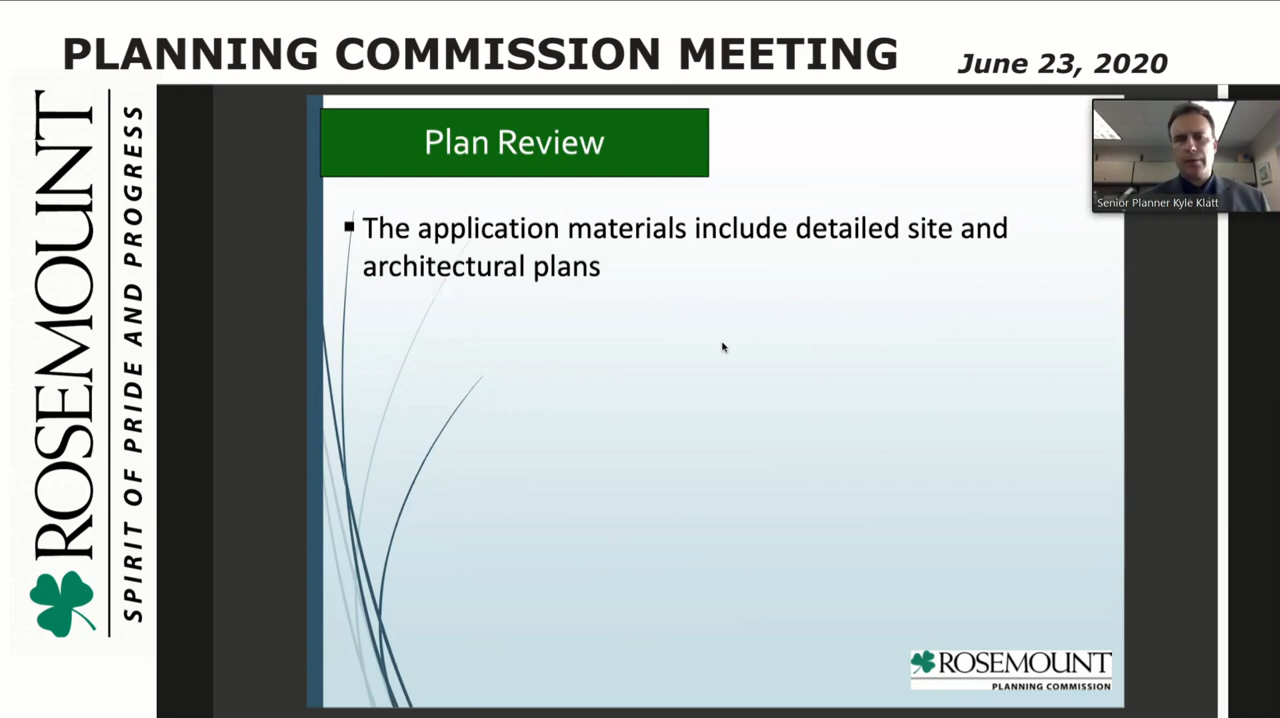 PLANNING COMMISSION MEETING
June 23, 2020
ROSEMOUNT
SPIRIT OF PRIDE AND PROGRESS
Plan Review
Senior Planner Kyle Klatt
▪ The application materials include detailed site and
architectural plans
ROSEMOUNT
PLANNING COMMISSION